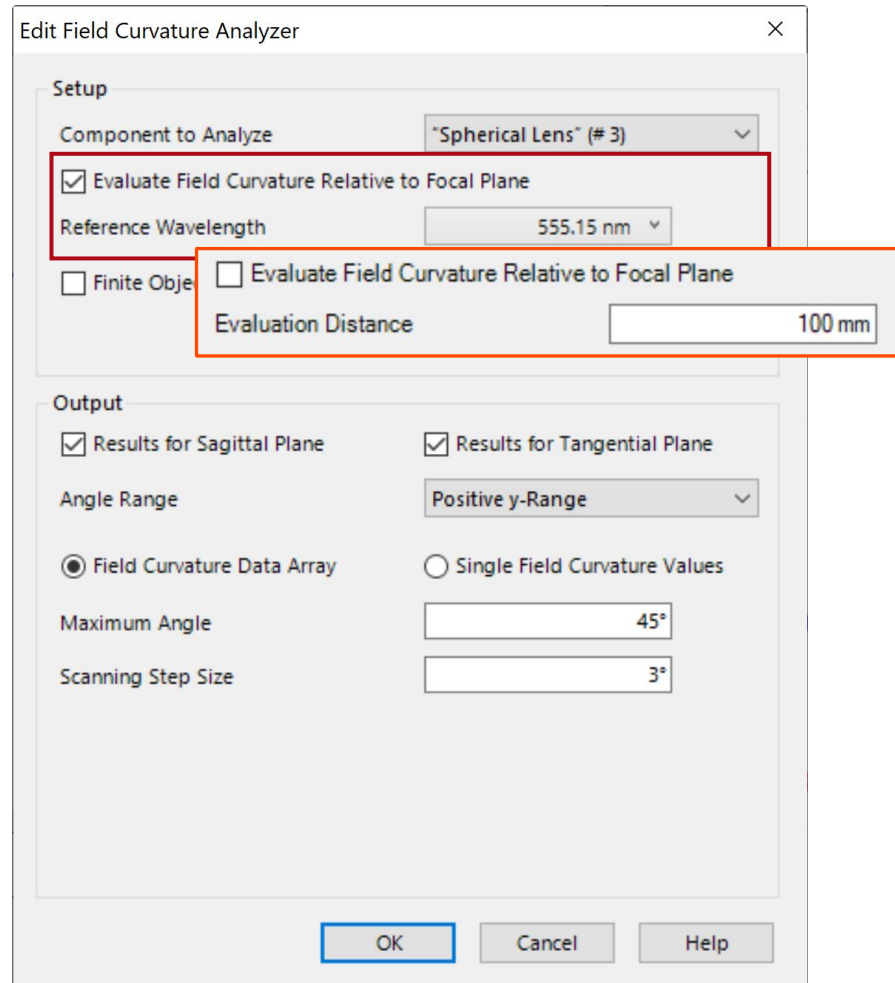 Edit Field Curvature Analyzer
Setup
Component to Analyze "Spherical Lens" (# 3)
Evaluate Field Curvature Relative to Focal Plane
Reference Wavelength 555.15 nm
Finite Obje
Evaluate Field Curvature Relative to Focal Plane
Evaluation Distance 100 mm
Output
Results for Sagittal Plane Results for Tangential Plane
Angle Range Positive y-Range
Field Curvature Data Array Single Field Curvature Values
Maximum Angle 45°
Scanning Step Size 3°
OK Cancel Help